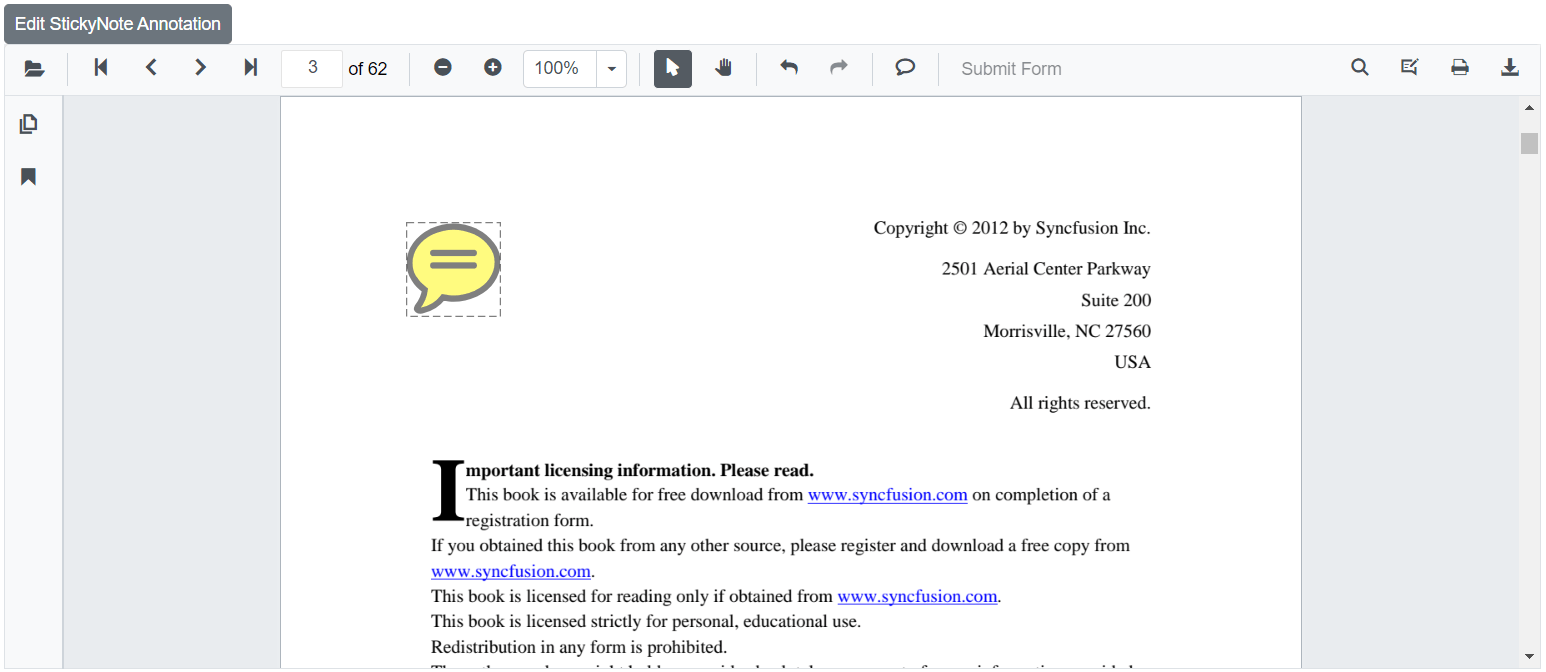 Edit StickyNote Annotation
3 of 62
100%
Submit Form
Copyright © 2012 by Syncfusion Inc.
2501 Aerial Center Parkway
Suite 200
Morrisville, NC 27560
USA
All rights reserved.
Important licensing information. Please read.
This book is available for free download from www.syncfusion.com on completion of a
registration form.
If you obtained this book from any other source, please register and download a free copy from
www.syncfusion.com.
This book is licensed for reading only if obtained from www.syncfusion.com.
This book is licensed strictly for personal, educational use.
Redistribution in any form is prohibited.